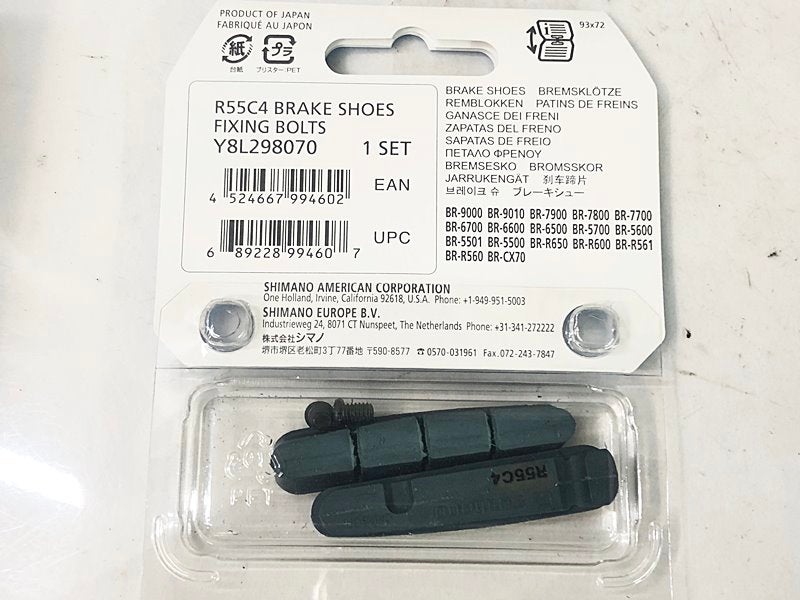 PRODUCT OF JAPAN
FABRIQUÉ AU JAPON
紙
プラ
台紙
ブリスター:PET
93x72
R55C4 BRAKE SHOES
FIXING BOLTS
Y8L298070 1 SET
EAN
4 524667 994602
UPC
6 89228 99460 7
BRAKE SHOES BREMSKLÖTZE
REMBLOKKEN PATINS DE FREINS
GANASCE DEI FRENI
ZAPATAS DEL FRENO
SAPATAS DE FREIO
ΠΕΤΑΛΟ ΦΡΕΝΟΥ
BREMSESKO BROMSSKOR
JARRUKENGÄT 刹车蹄片
브레이크 슈 ブレーキシュー
BR-9000 BR-9010 BR-7900 BR-7800 BR-7700
BR-6700 BR-6600 BR-6500 BR-5700 BR-5600
BR-5501 BR-5500 BR-R650 BR-R600 BR-R561
BR-R560 BR-CX70
SHIMANO AMERICAN CORPORATION
One Holland, Irvine, California 92618, U.S.A. Phone: +1-949-951-5003
SHIMANO EUROPE B.V.
Industrieweg 24, 8071 CT Nunspeet, The Netherlands Phone: +31-341-272222
株式会社シマノ
堺市堺区老松町3丁77番地 〒590-8577 ☎0570-031961 Fax.072-243-7847
PET
R55C4